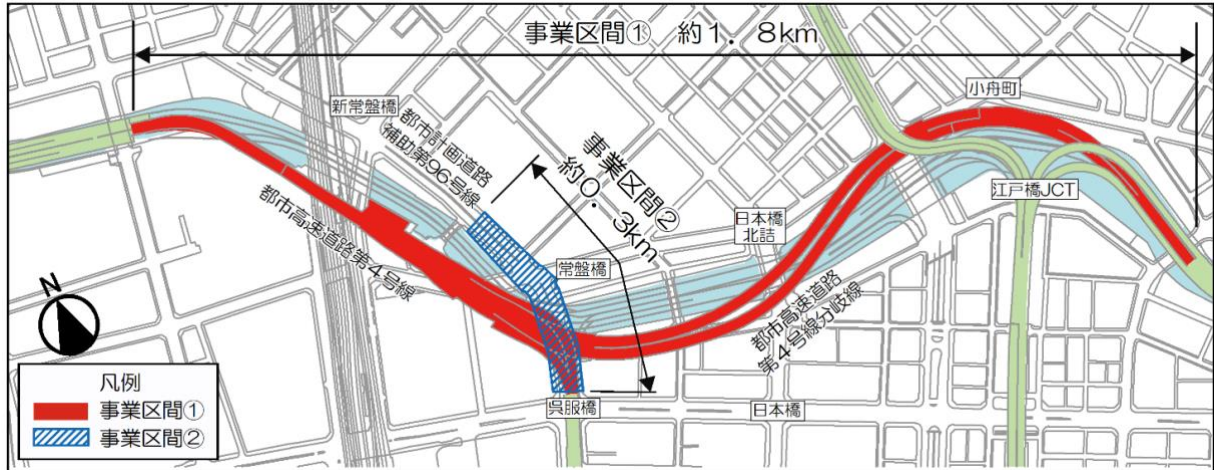 事業区間① 約1．8km
小舟町
新常盤橋
都市計画道路
補助第96号線
事業区間②
約0．3km
江戸橋JCT
日本橋
北詰
都市高速道路第4号線
常盤橋
都市高速道路
第4号線分岐線
N
凡例
事業区間①
事業区間②
呉服橋
日本橋